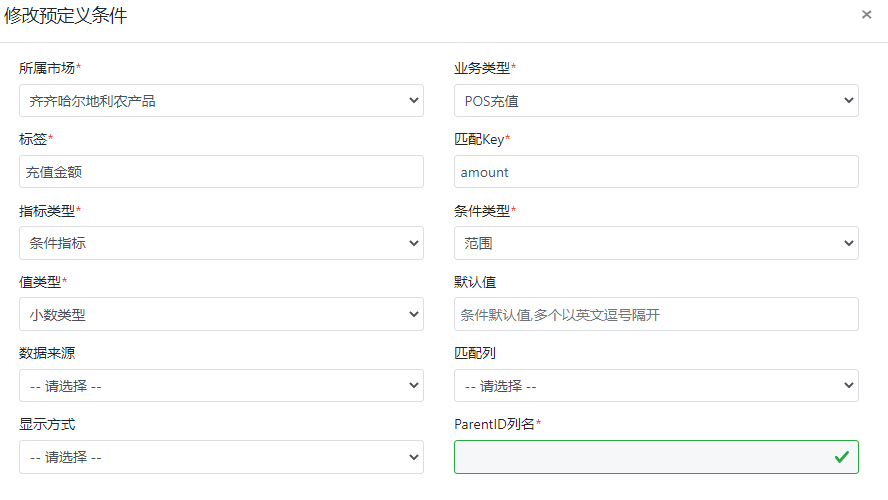 修改预定义条件 ×
所属市场* 业务类型*
齐齐哈尔地利农产品 POS充值
标签* 匹配Key*
充值金额 amount
指标类型* 条件类型*
条件指标 范围
值类型* 默认值
小数类型 条件默认值,多个以英文逗号隔开
数据来源 匹配列
-- 请选择 -- -- 请选择 --
显示方式 ParentID列名*
-- 请选择 --